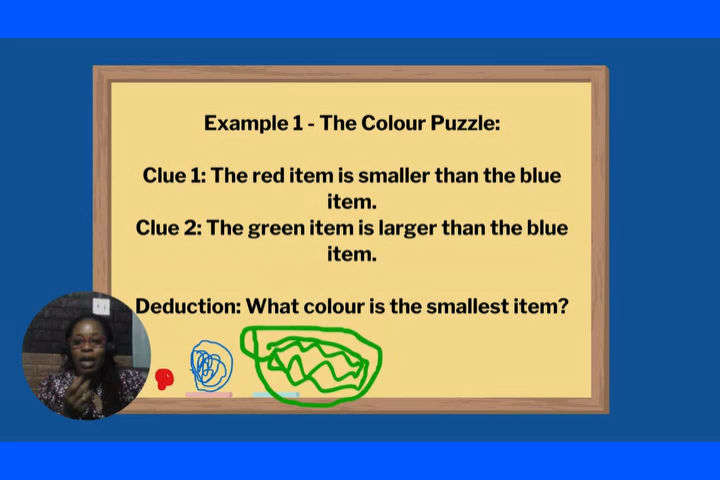 Example 1 - The Colour Puzzle:
Clue 1: The red item is smaller than the blue
item.
Clue 2: The green item is larger than the blue
item.
Deduction: What colour is the smallest item?